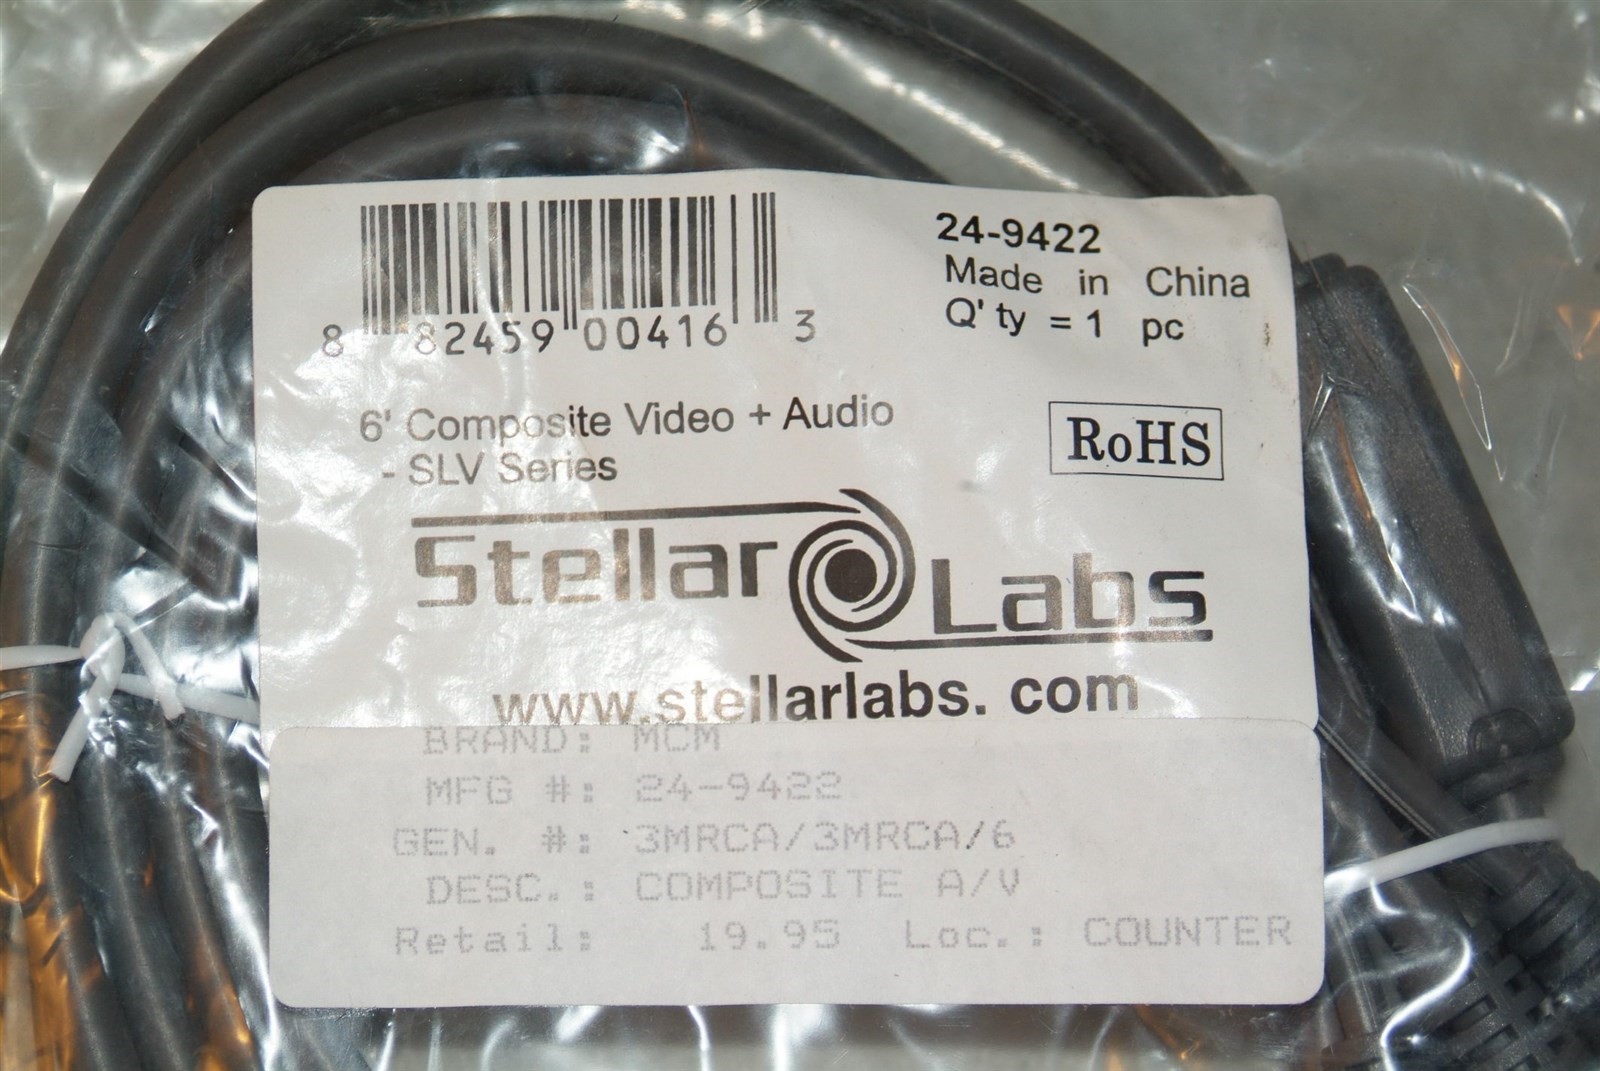 8 82459 00416 3
24-9422
Made in China
Q'ty = 1 pc
6' Composite Video + Audio
- SLV Series
RoHS
Stellar Labs
www.stellarlabs. com
BRAND: MCM
MFG #: 24-9422
GEN. #: 3MRCA/3MRCA/6
DESC.: COMPOSITE A/V
Retail: 19.95 Loc.: COUNTER